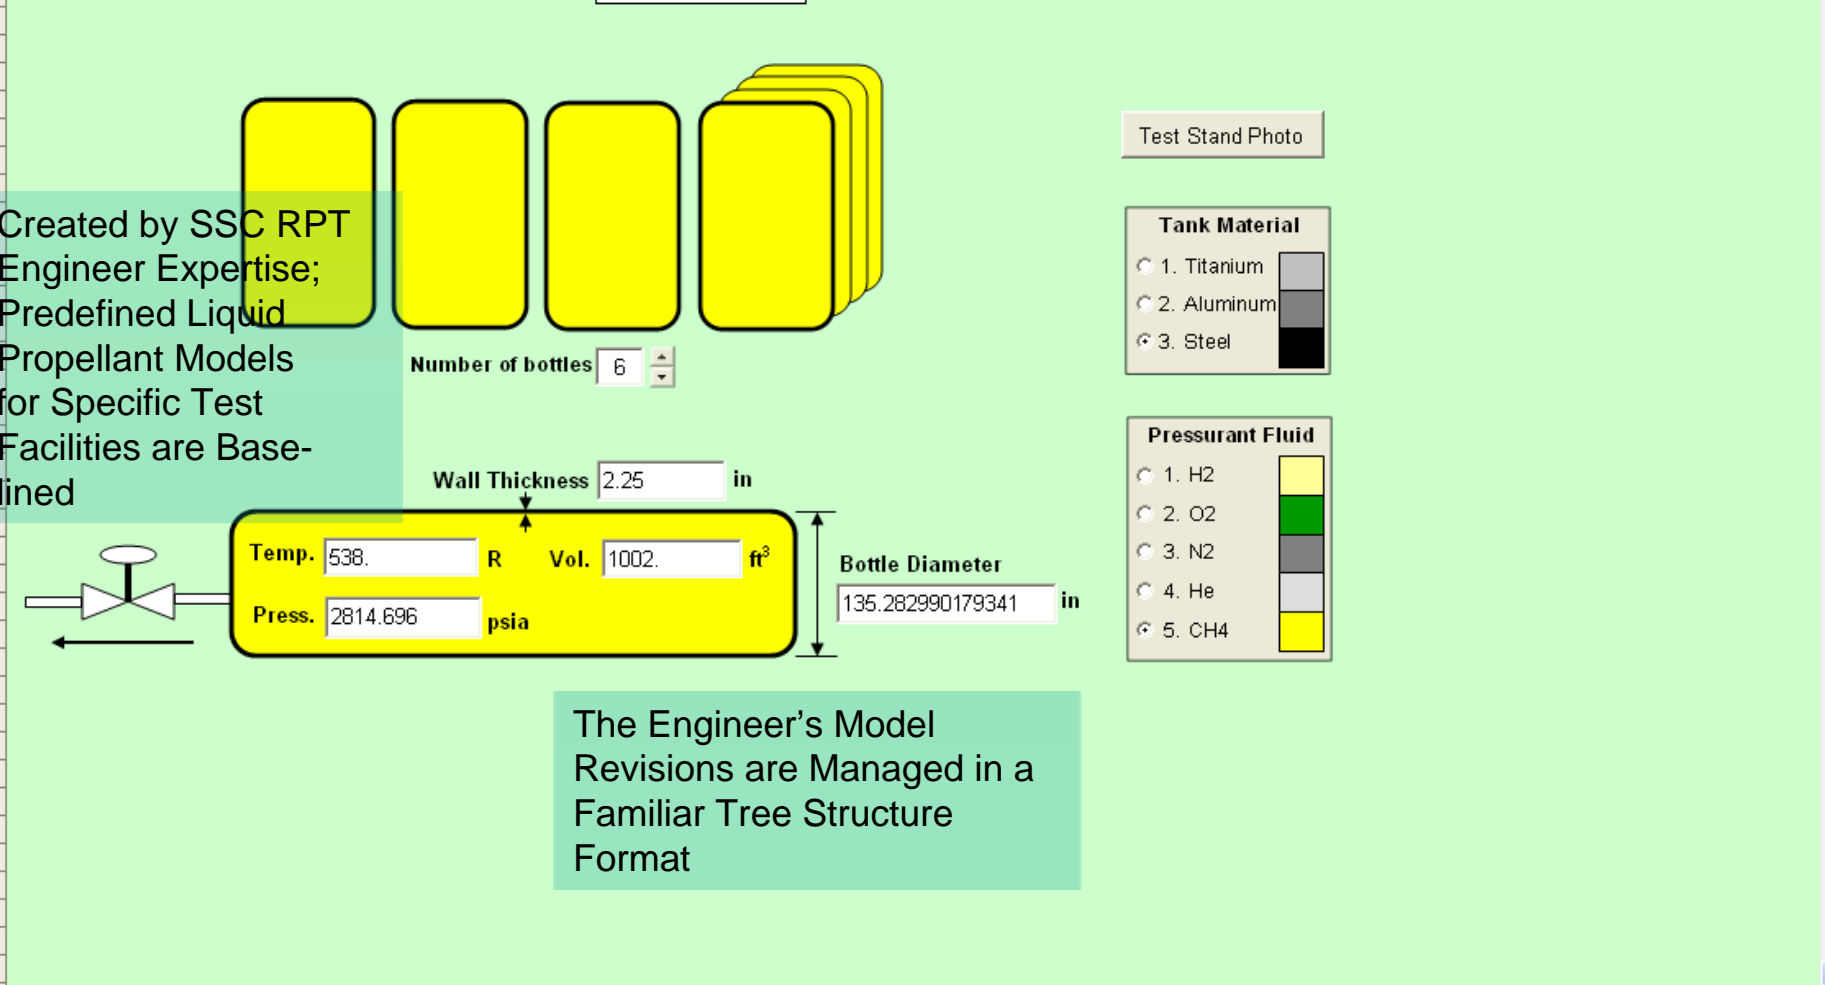 Test Stand Photo
Created by SSC RPT
Engineer Expertise;
Predefined Liquid
Propellant Models
for Specific Test
Facilities are Base-
lined
Tank Material
1. Titanium
2. Aluminum
3. Steel
Number of bottles 6
Pressurant Fluid
1. H2
2. O2
3. N2
4. He
5. CH4
Wall Thickness 2.25 in
Temp. 538. R Vol. 1002. ft³
Press. 2814.696 psia
Bottle Diameter
135.282990179341 in
The Engineer’s Model
Revisions are Managed in a
Familiar Tree Structure
Format